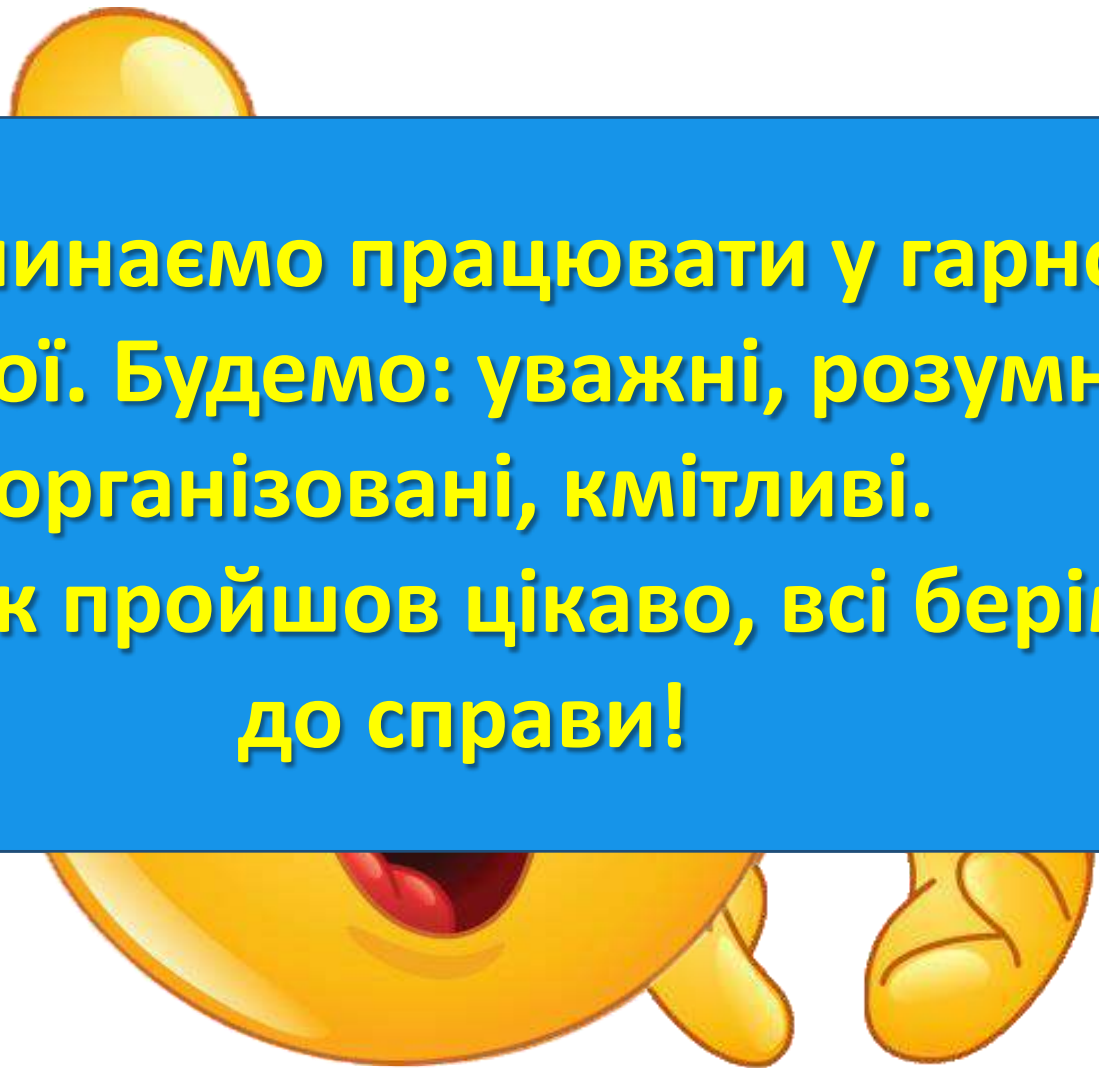 инаємо працювати у гарн
ої. Будемо: уважні, розумн
організовані, кмітливі.
к пройшов цікаво, всі бері
до справи!